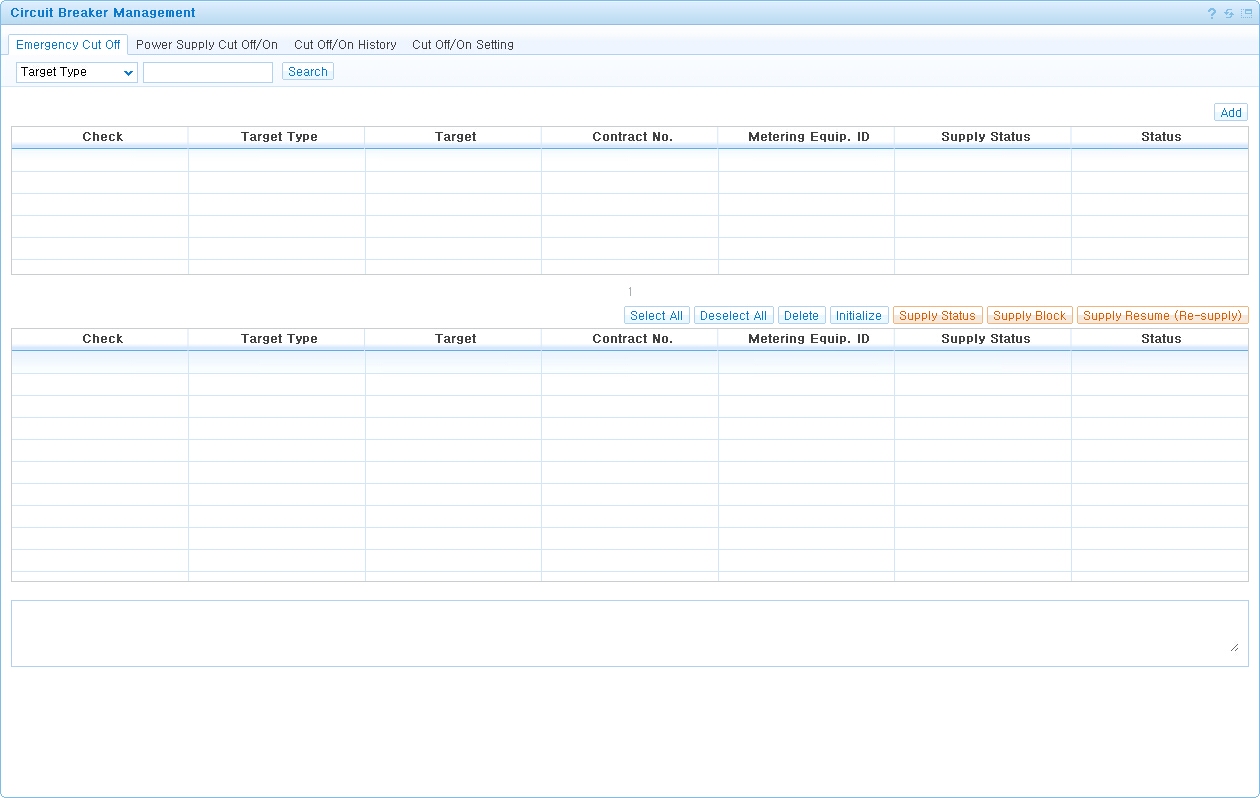 Circuit Breaker Management ?
Emergency Cut Off Power Supply Cut Off/On Cut Off/On History Cut Off/On Setting
Target Type Search
Add
Check Target Type Target Contract No. Metering Equip. ID Supply Status Status
1
Select All Deselect All Delete Initialize Supply Status Supply Block Supply Resume (Re-supply)
Check Target Type Target Contract No. Metering Equip. ID Supply Status Status